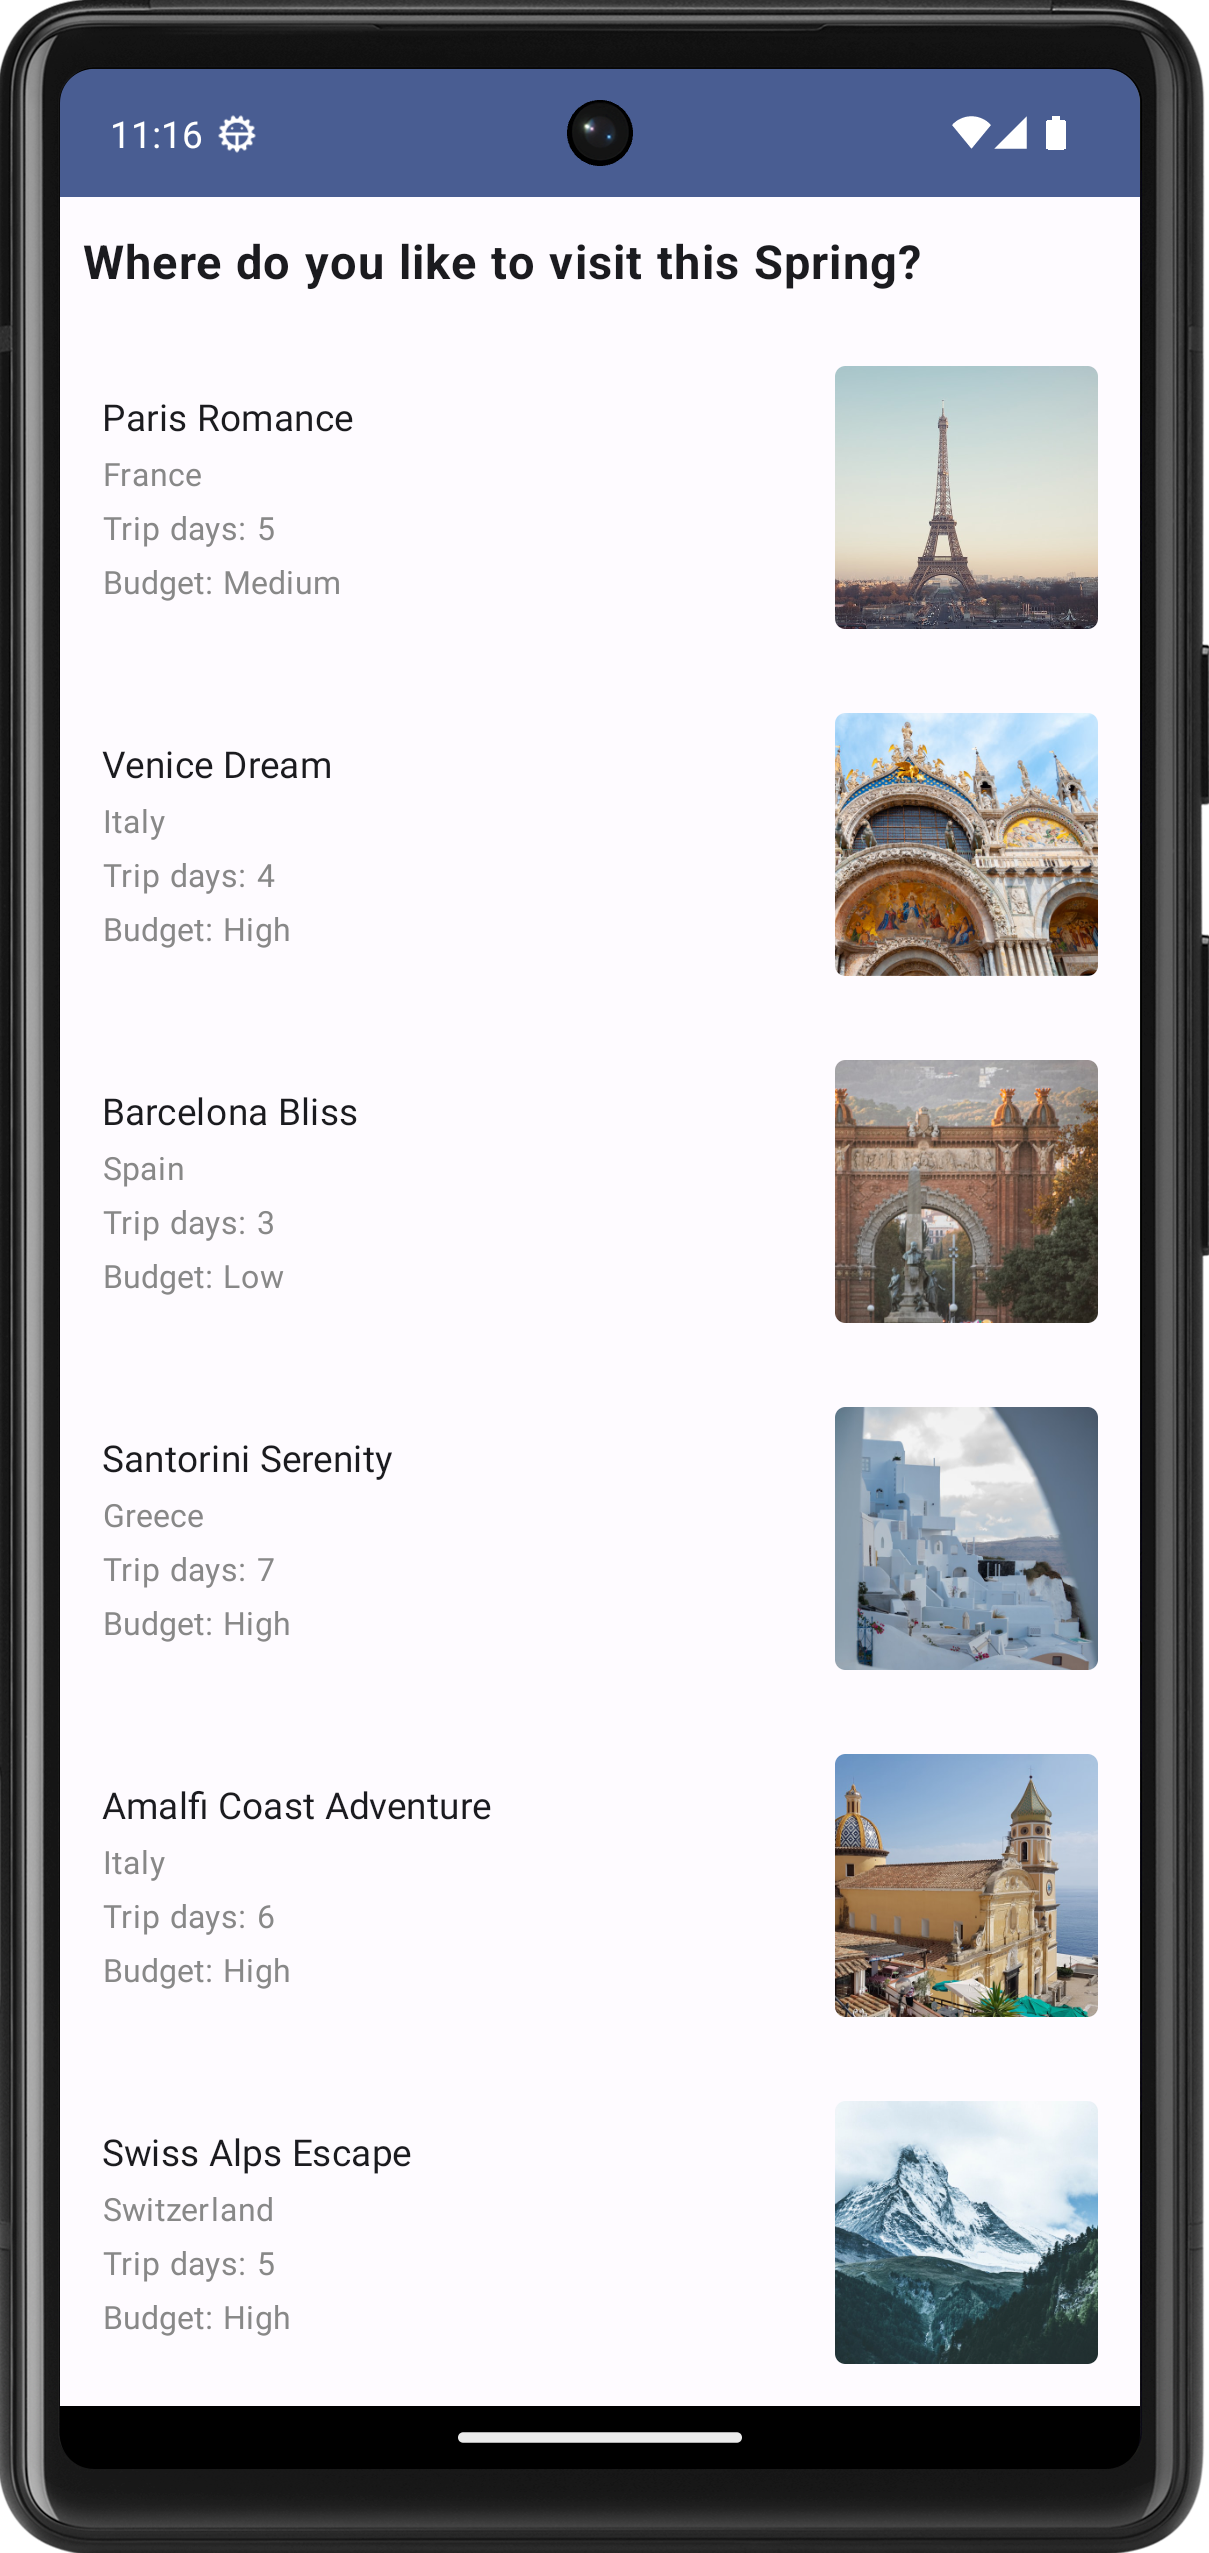 11:16
Where do you like to visit this Spring?
Paris Romance
France
Trip days: 5
Budget: Medium
Venice Dream
Italy
Trip days: 4
Budget: High
Barcelona Bliss
Spain
Trip days: 3
Budget: Low
Santorini Serenity
Greece
Trip days: 7
Budget: High
Amalfi Coast Adventure
Italy
Trip days: 6
Budget: High
Swiss Alps Escape
Switzerland
Trip days: 5
Budget: High